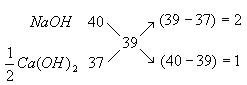 NaOH 40 (39 − 37) = 2
39
1/2 Ca(OH)₂ 37 (40 − 39) = 1